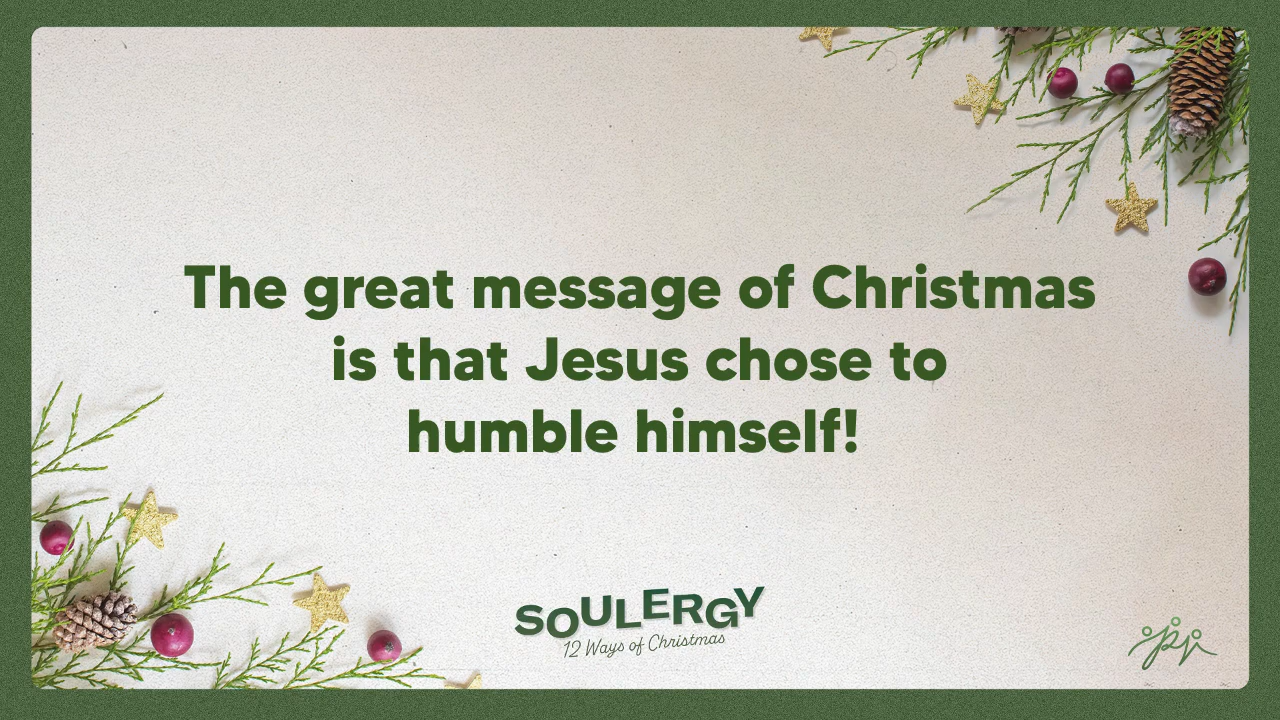 The great message of Christmas
is that Jesus chose to
humble himself!
SOULERGY
12 Ways of Christmas